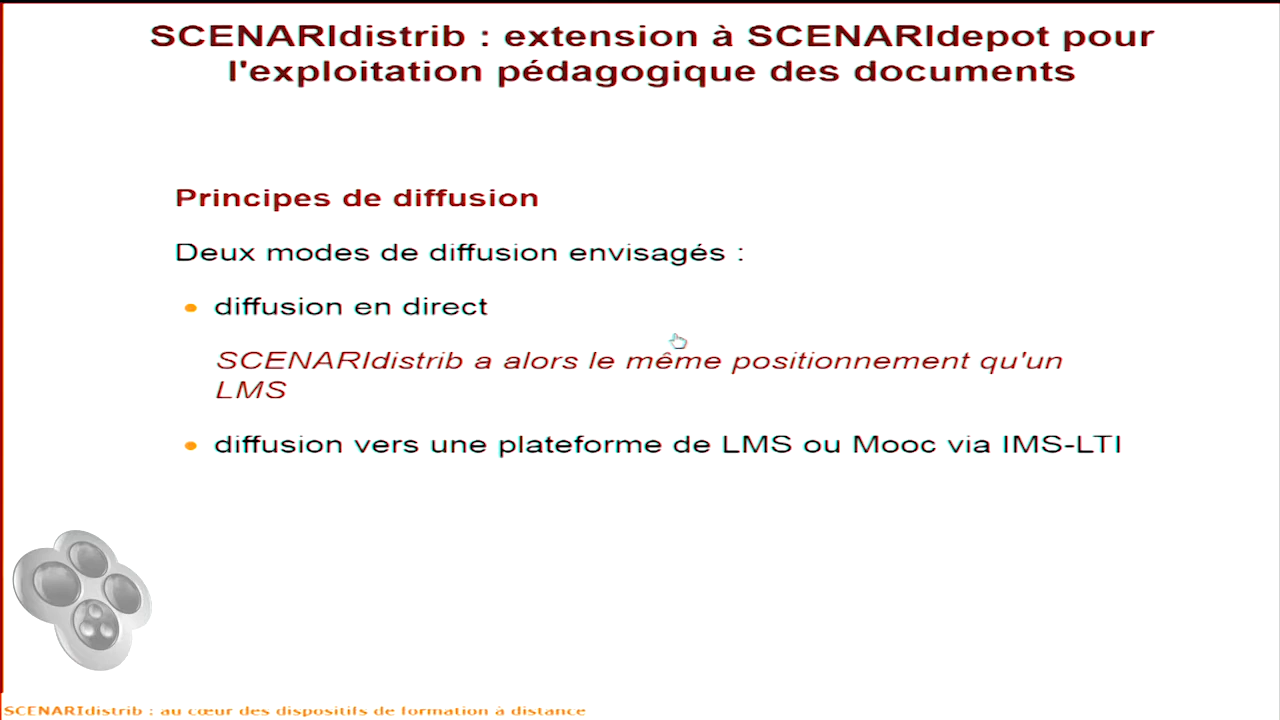 SCENARIdistrib : extension à SCENARIdepot pour
l'exploitation pédagogique des documents
Principes de diffusion
Deux modes de diffusion envisagés :
diffusion en direct
SCENARIdistrib a alors le même positionnement qu'un
LMS
diffusion vers une plateforme de LMS ou Mooc via IMS-LTI
SCENARIdistrib : au cœur des dispositifs de formation à distance